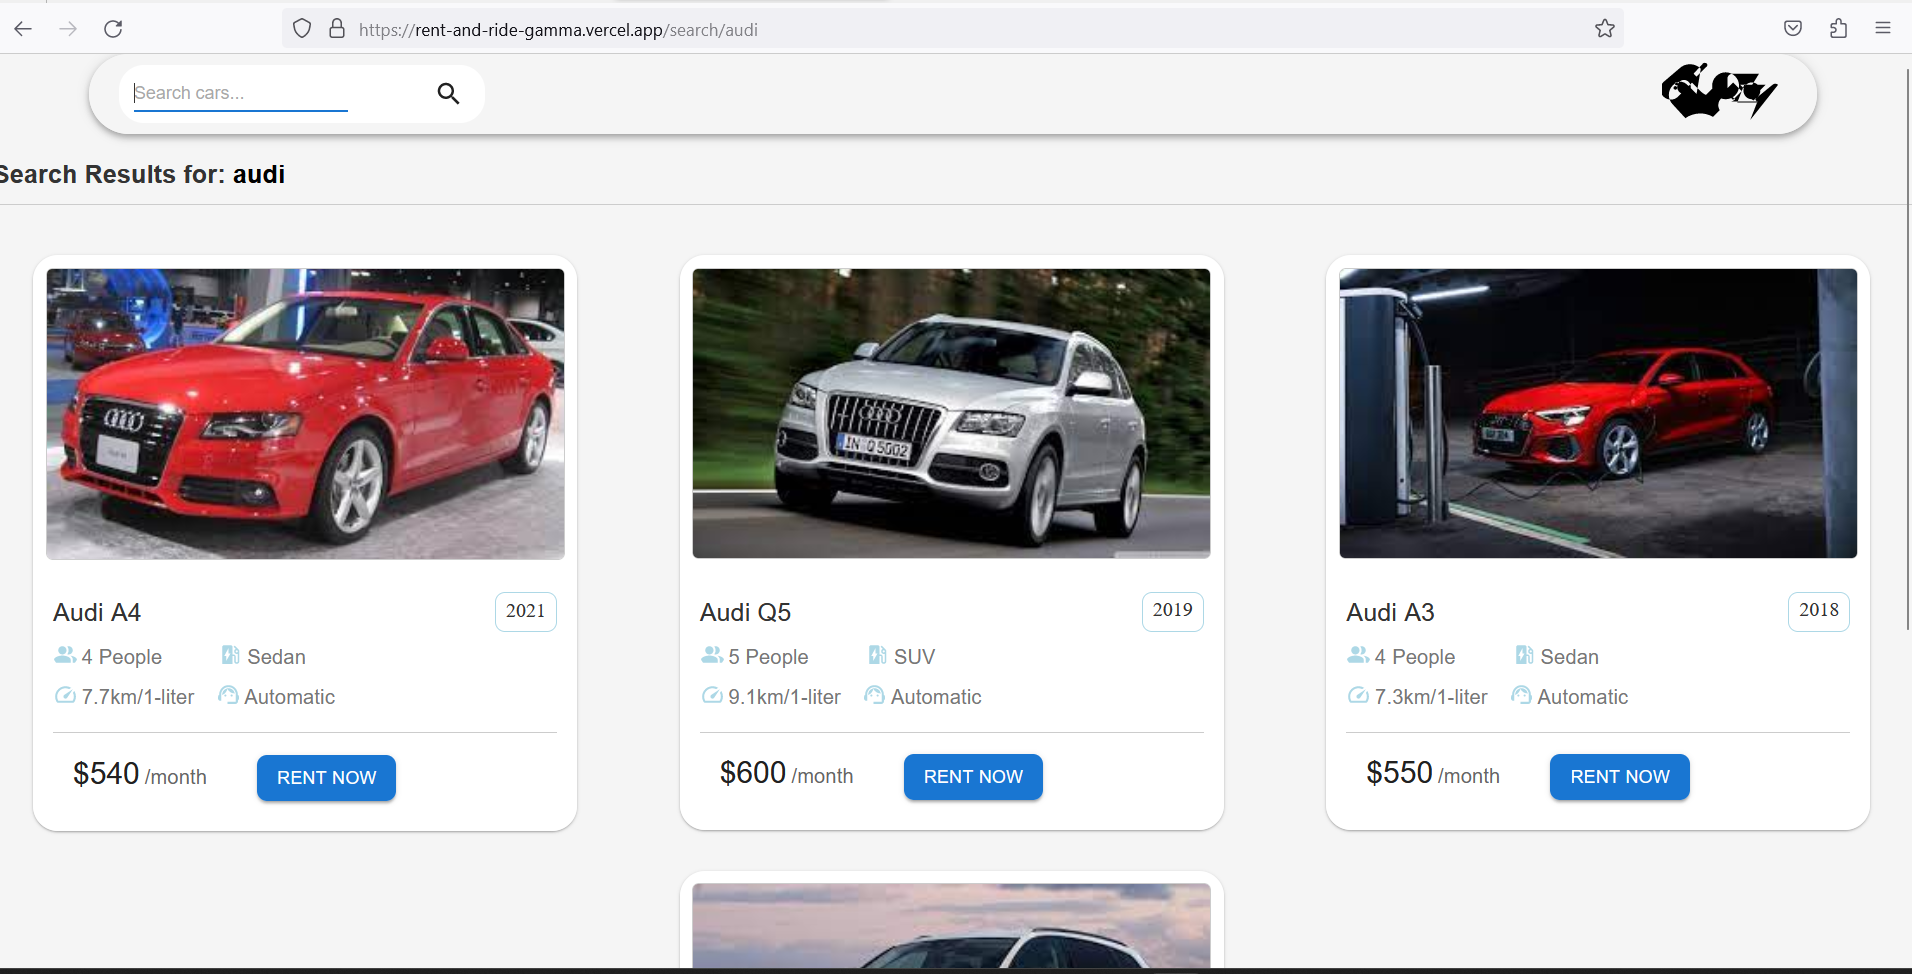 https://rent-and-ride-gamma.vercel.app/search/audi
Search cars...
Search Results for: audi
IN Q 5002
Audi A4
2021
4 People
Sedan
7.7km/1-liter
Automatic
$540 /month
RENT NOW
Audi Q5
2019
5 People
SUV
9.1km/1-liter
Automatic
$600 /month
RENT NOW
Audi A3
2018
4 People
Sedan
7.3km/1-liter
Automatic
$550 /month
RENT NOW